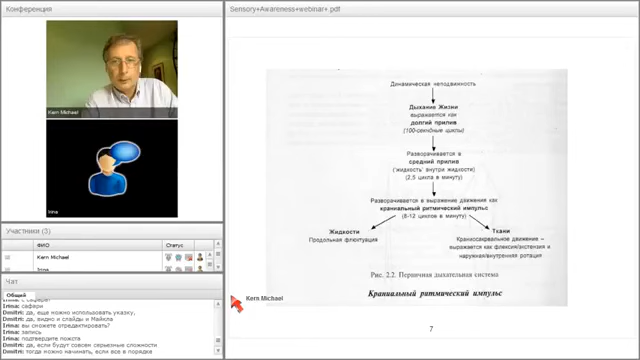 Конференция
Kern Michael
Irina
Участники (3)
ФИО
Статус
Kern Michael
Irina
Чат
Общий
Irina: сафари
Dmitri: да, еще можно использовать указку,
Dmitri: да, видно и слайды и Майкла
Irina: вы сможете отредактировать?
Irina: запись
Irina: подтвердите пожста
Dmitri: да, если будут совсем серьезные сложности
Dmitri: тогда можно начинать, если все в порядке
Sensory+Awareness+webinar+.pdf
Динамическая неподвижность
Дыхание Жизни
выражается как
долгий прилив
(100-секундные циклы)
Разворачивается в
средний прилив
('жидкость' внутри жидкости)
(2,5 цикла в минуту)
Разворачивается в выражение движения как
краниальный ритмический импульс
(8-12 циклов в минуту)
Жидкости
Продольная флюктуация
Ткани
Краниосакральное движение –
выражается как флексия/экстензия и
наружная/внутренняя ротация
Рис. 2.2. Первичная дыхательная система
Краниальный ритмический импульс
Kern Michael
7